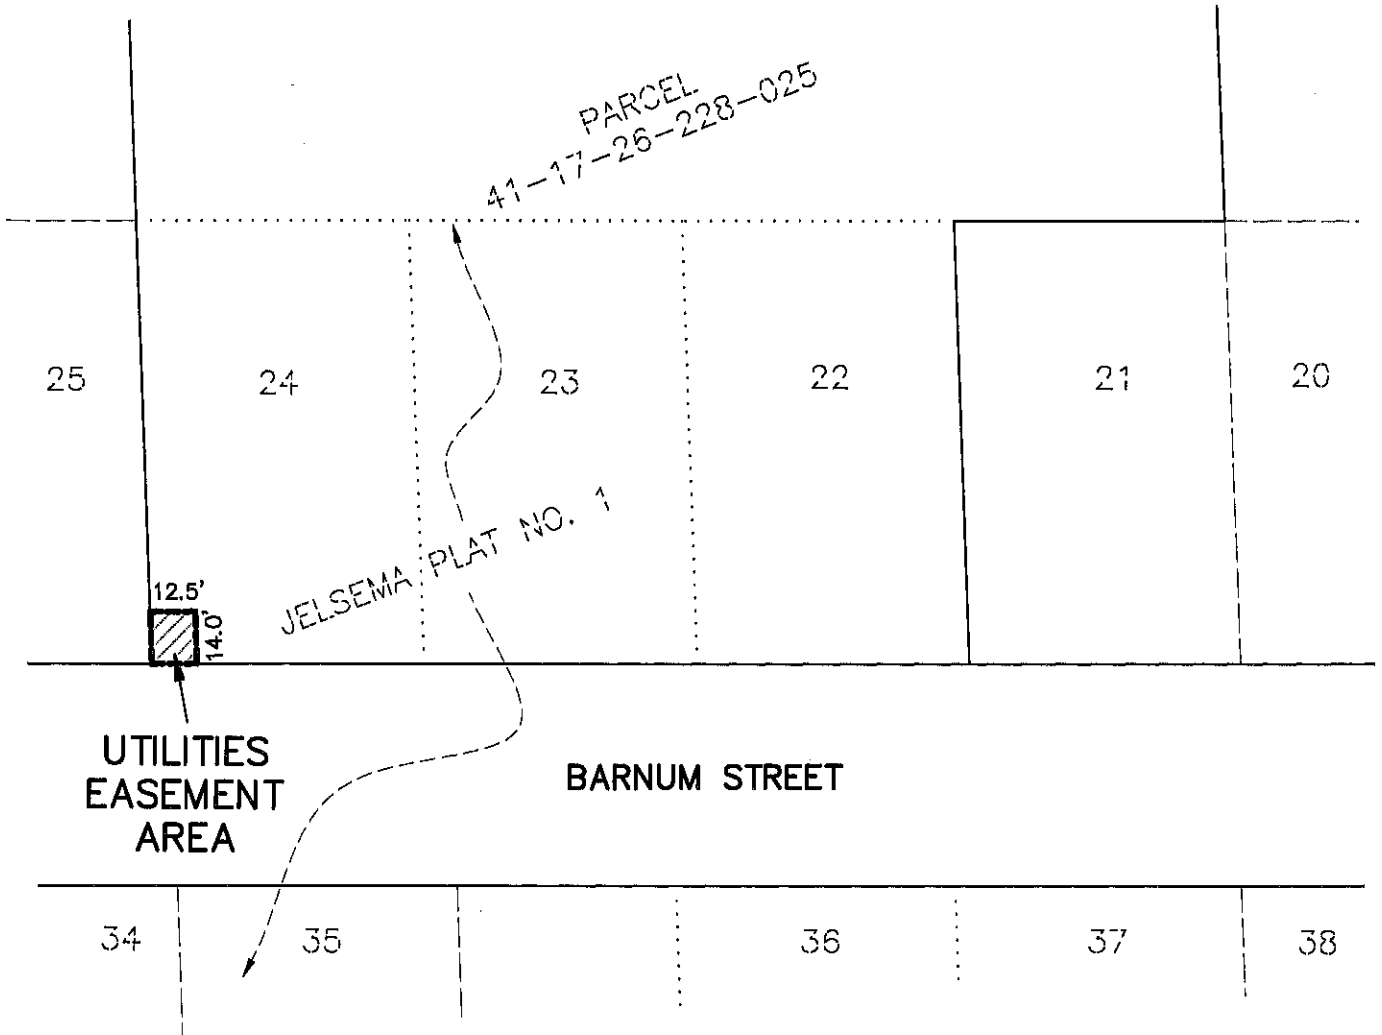 PARCEL
41-17-26-228-025
25
24
23
22
21
20
JELSEMA PLAT NO. 1
12.5'
14.0'
UTILITIES
EASEMENT
AREA
BARNUM STREET
34
35
36
37
38